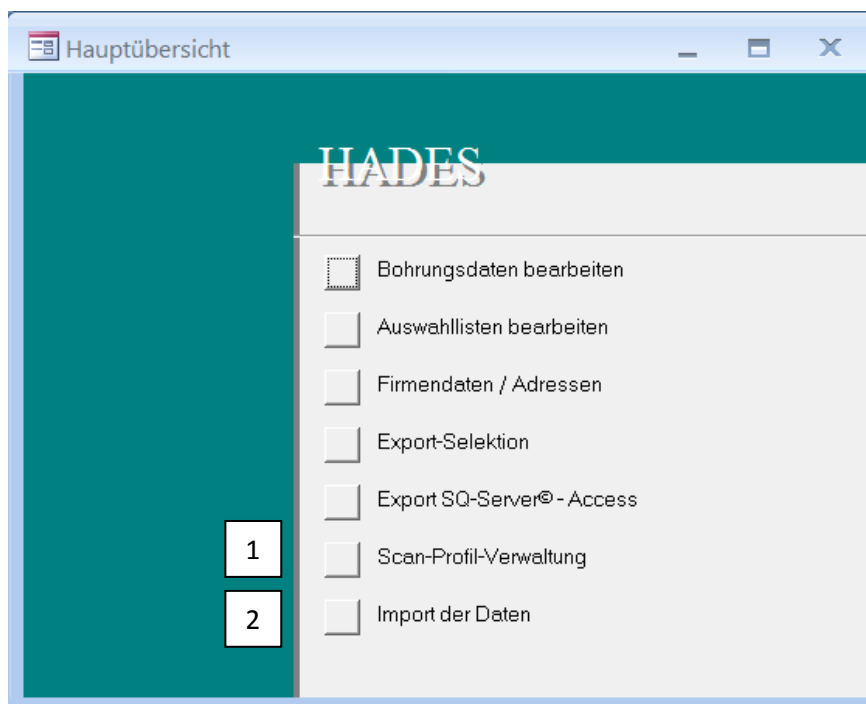 Hauptübersicht
HADES
Bohrungsdaten bearbeiten
Auswahllisten bearbeiten
Firmendaten / Adressen
Export-Selektion
Export SQ-Server© - Access
1 Scan-Profil-Verwaltung
2 Import der Daten